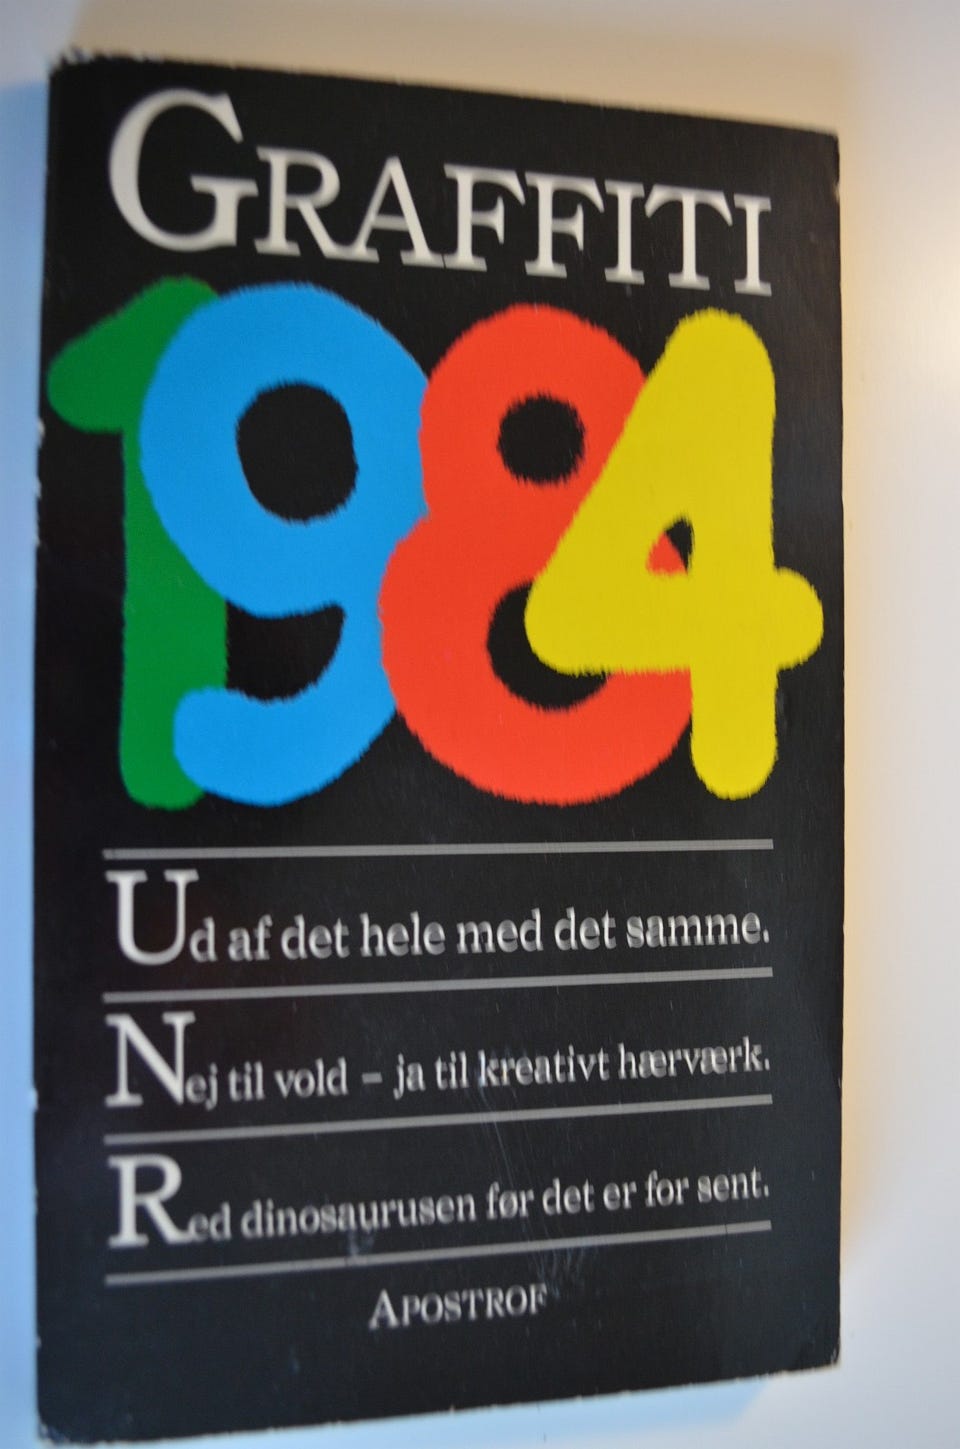 GRAFFITI
1984
Ud af det hele med det samme.
Nej til vold – ja til kreativt hærværk.
Red dinosaurusen før det er for sent.
APOSTROF